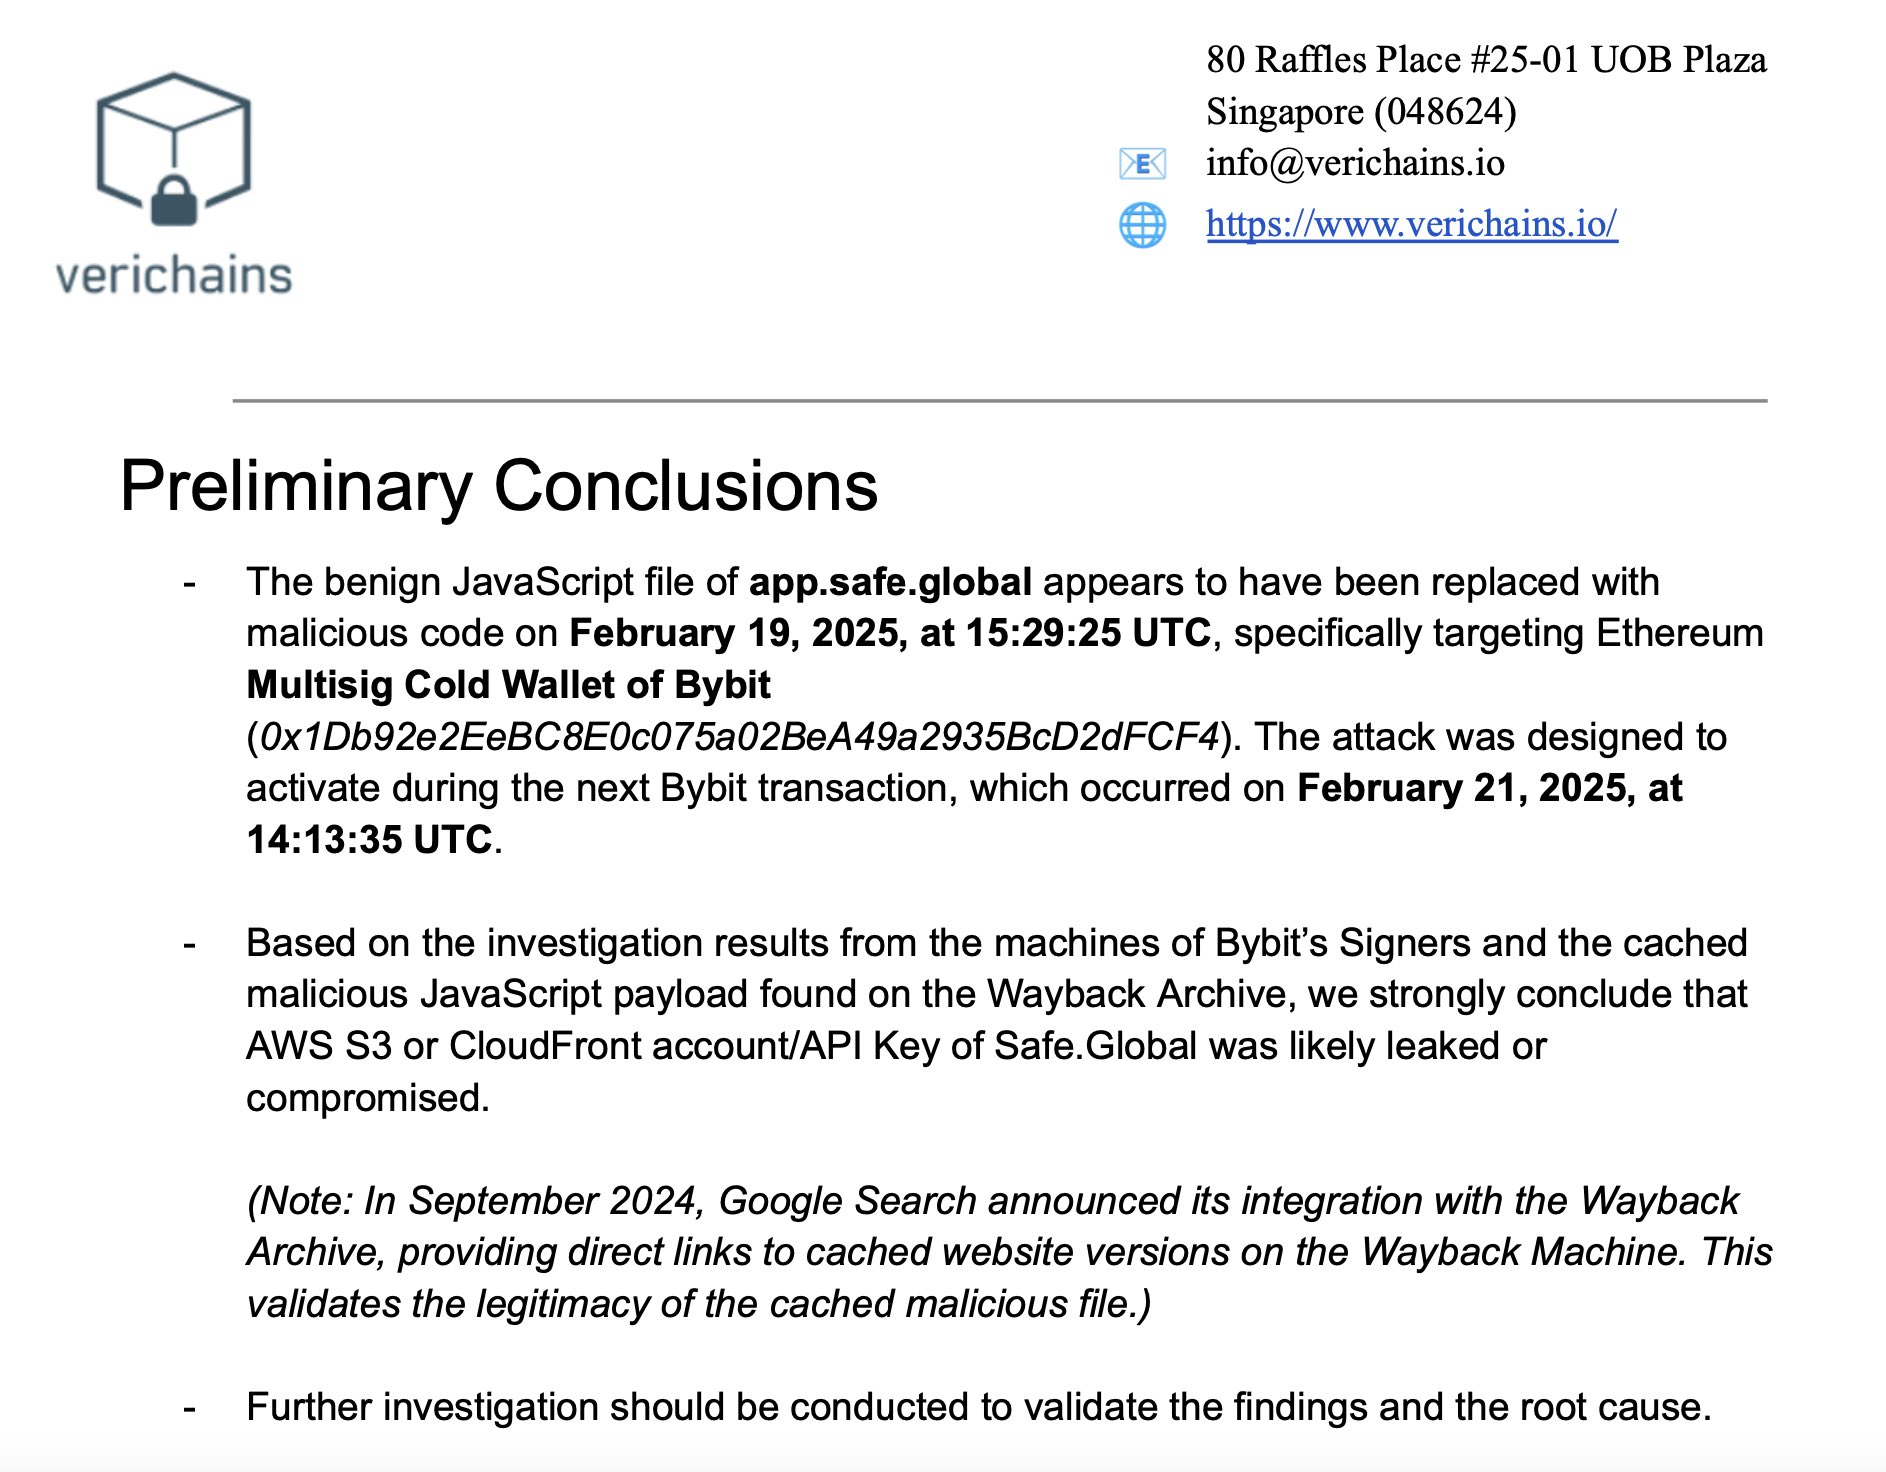 verichains
80 Raffles Place #25-01 UOB Plaza
Singapore (048624)
info@verichains.io
https://www.verichains.io/
Preliminary Conclusions
- The benign JavaScript file of app.safe.global appears to have been replaced with
malicious code on February 19, 2025, at 15:29:25 UTC, specifically targeting Ethereum
Multisig Cold Wallet of Bybit
(0x1Db92e2EeBC8E0c075a02BeA49a2935BcD2dFCF4). The attack was designed to
activate during the next Bybit transaction, which occurred on February 21, 2025, at
14:13:35 UTC.
- Based on the investigation results from the machines of Bybit’s Signers and the cached
malicious JavaScript payload found on the Wayback Archive, we strongly conclude that
AWS S3 or CloudFront account/API Key of Safe.Global was likely leaked or
compromised.
(Note: In September 2024, Google Search announced its integration with the Wayback
Archive, providing direct links to cached website versions on the Wayback Machine. This
validates the legitimacy of the cached malicious file.)
- Further investigation should be conducted to validate the findings and the root cause.